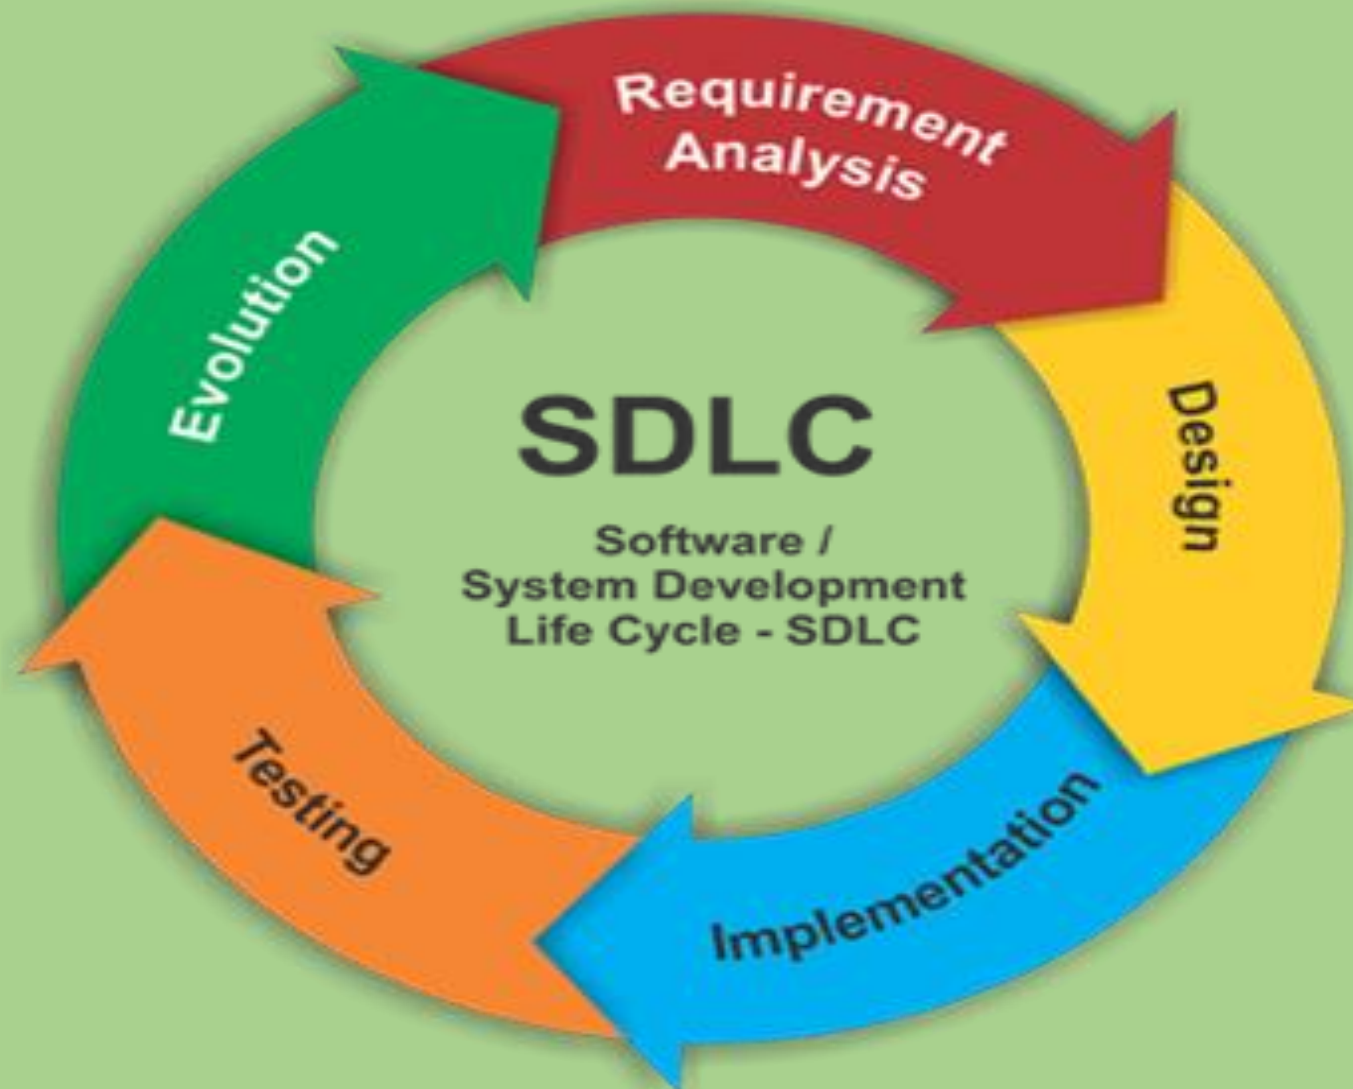 Requirement
Analysis
Design
Implementation
Testing
Evolution
SDLC
Software /
System Development
Life Cycle - SDLC